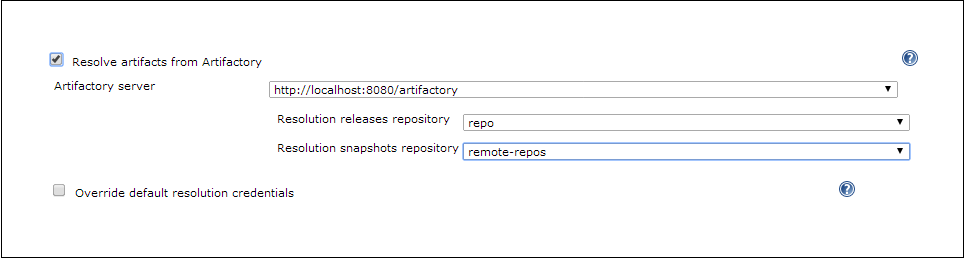 Resolve artifacts from Artifactory
?
Artifactory server
http://localhost:8080/artifactory
Resolution releases repository
repo
Resolution snapshots repository
remote-repos
Override default resolution credentials
?